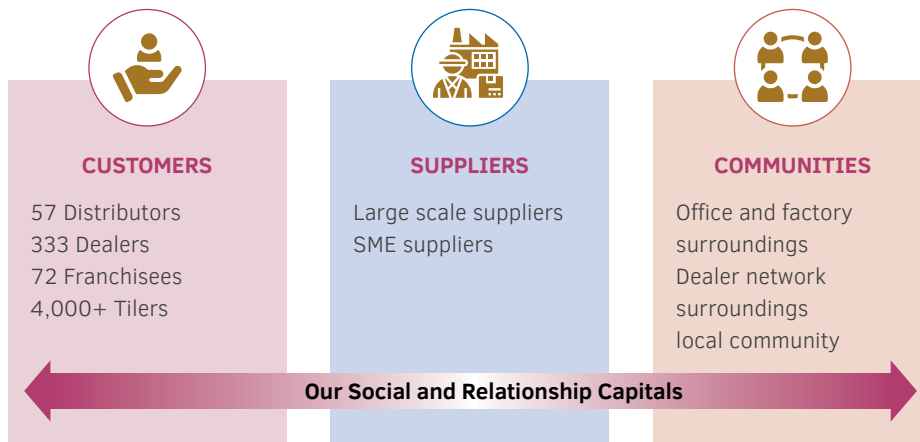 CUSTOMERS
57 Distributors
333 Dealers
72 Franchisees
4,000+ Tilers
SUPPLIERS
Large scale suppliers
SME suppliers
COMMUNITIES
Office and factory
surroundings
Dealer network
surroundings
local community
Our Social and Relationship Capitals